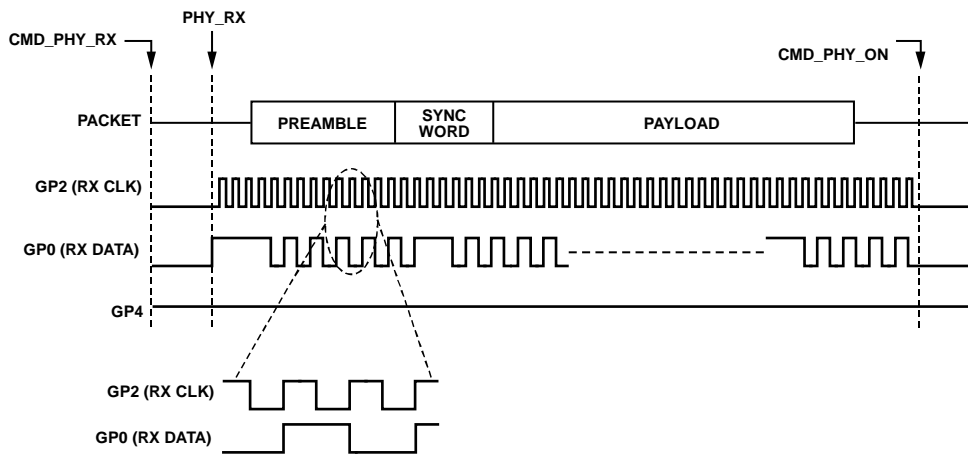 PHY_RX
CMD_PHY_RX
CMD_PHY_ON
PACKET
PREAMBLE
SYNC
WORD
PAYLOAD
GP2 (RX CLK)
GP0 (RX DATA)
GP4
GP2 (RX CLK)
GP0 (RX DATA)